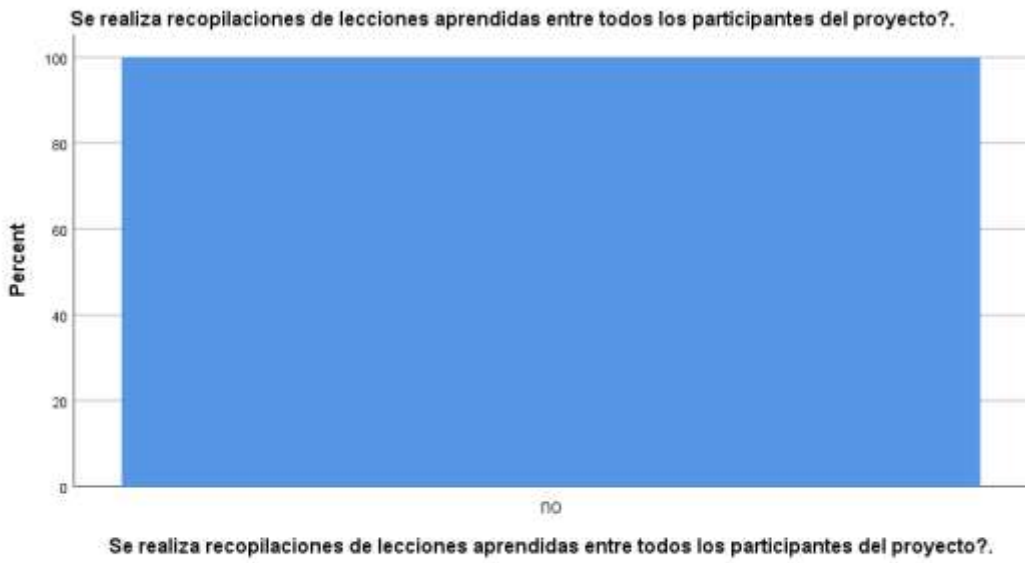 Se realiza recopilaciones de lecciones aprendidas entre todos los participantes del proyecto?.
100
80
60
40
20
0
Percent
no
Se realiza recopilaciones de lecciones aprendidas entre todos los participantes del proyecto?.